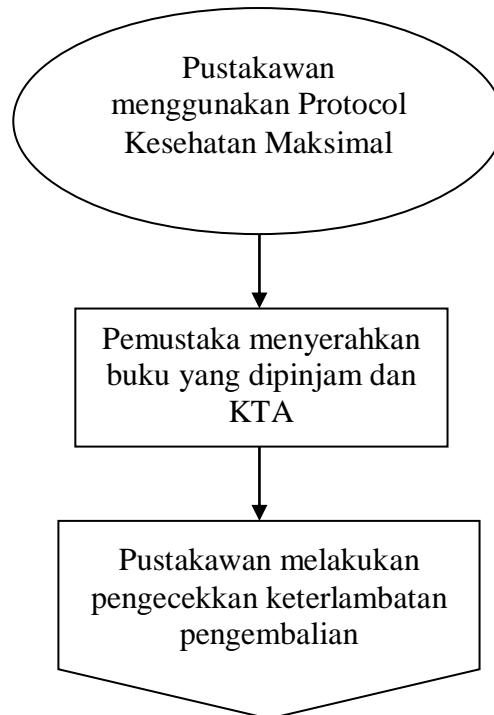 Pustakawan
menggunakan Protocol
Kesehatan Maksimal
Pemustaka menyerahkan
buku yang dipinjam dan
KTA
Pustakawan melakukan
pengecekkan keterlambatan
pengembalian